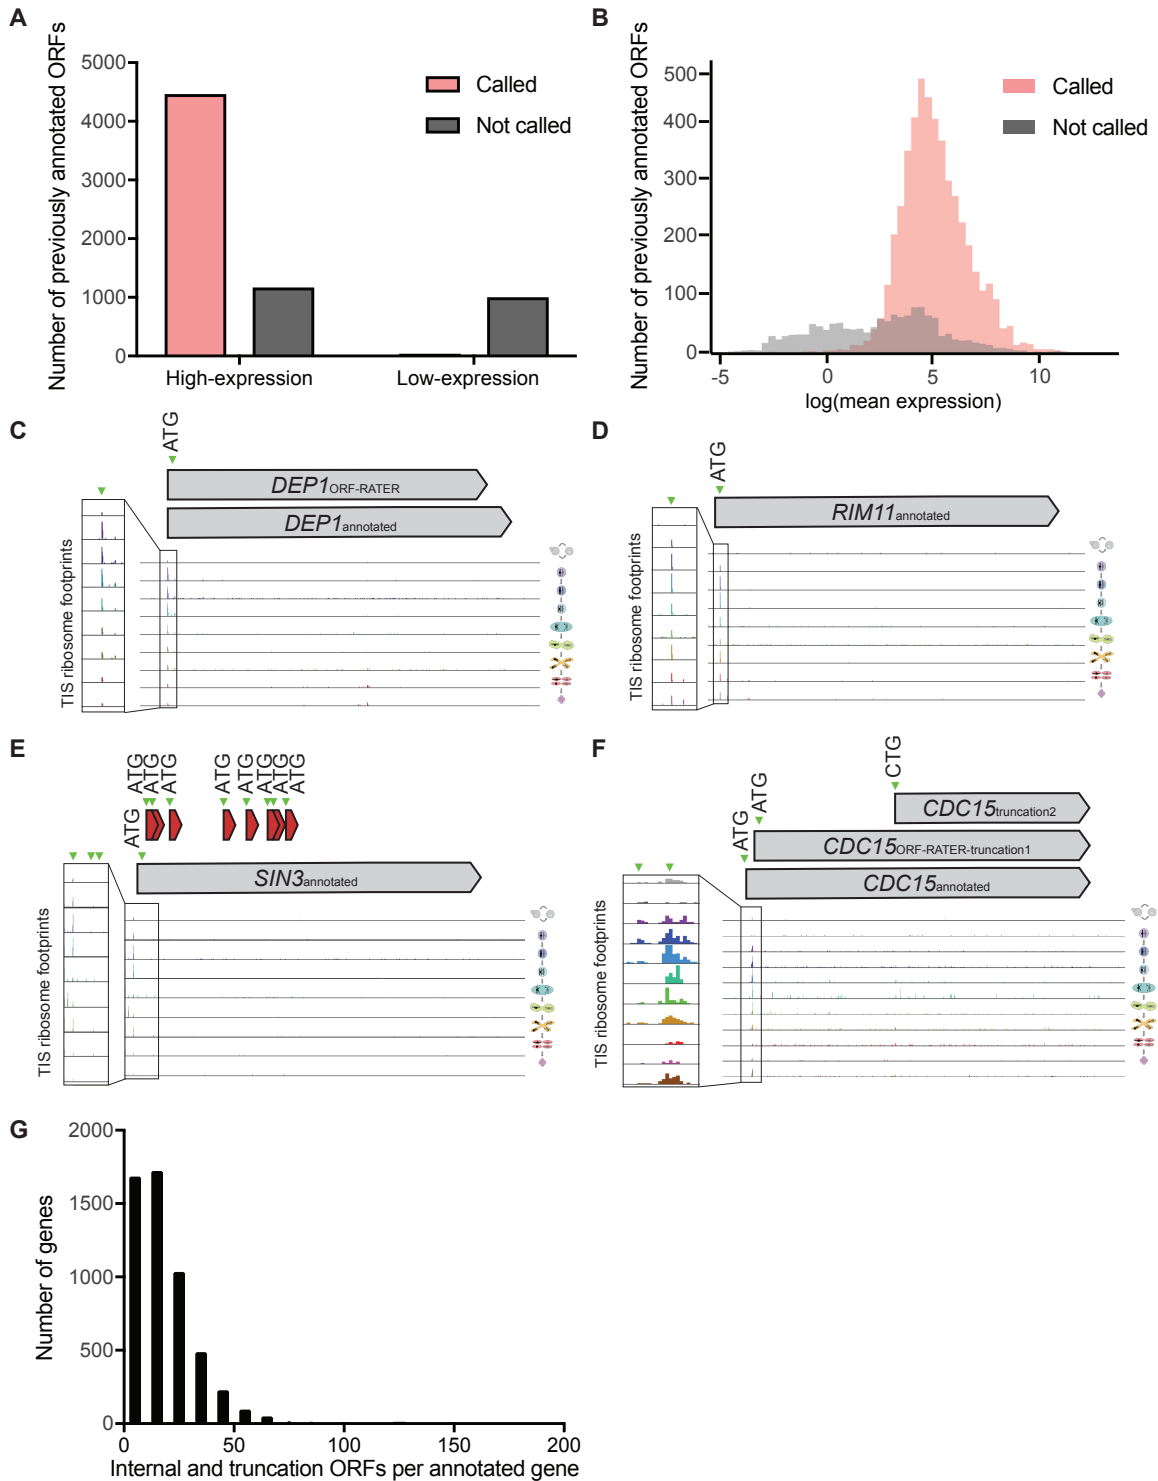 A
Number of previously annotated ORFs
5000
4000
3000
2000
1000
0
High-expression
Low-expression
Called
Not called
B
Number of previously annotated ORFs
500
400
300
200
100
0
-5
0
5
10
log(mean expression)
Called
Not called
C
ATG
DEP1ORF-RATER
DEP1annotated
TIS ribosome footprints
D
ATG
RIM11annotated
TIS ribosome footprints
E
ATG
ATG
ATG
ATG
ATG
ATG
ATG
ATG
ATG
SIN3annotated
TIS ribosome footprints
F
CTG
ATG
ATG
CDC15truncation2
CDC15ORF-RATER-truncation1
CDC15annotated
TIS ribosome footprints
G
Number of genes
2000
1500
1000
500
0
0
50
100
150
200
Internal and truncation ORFs per annotated gene